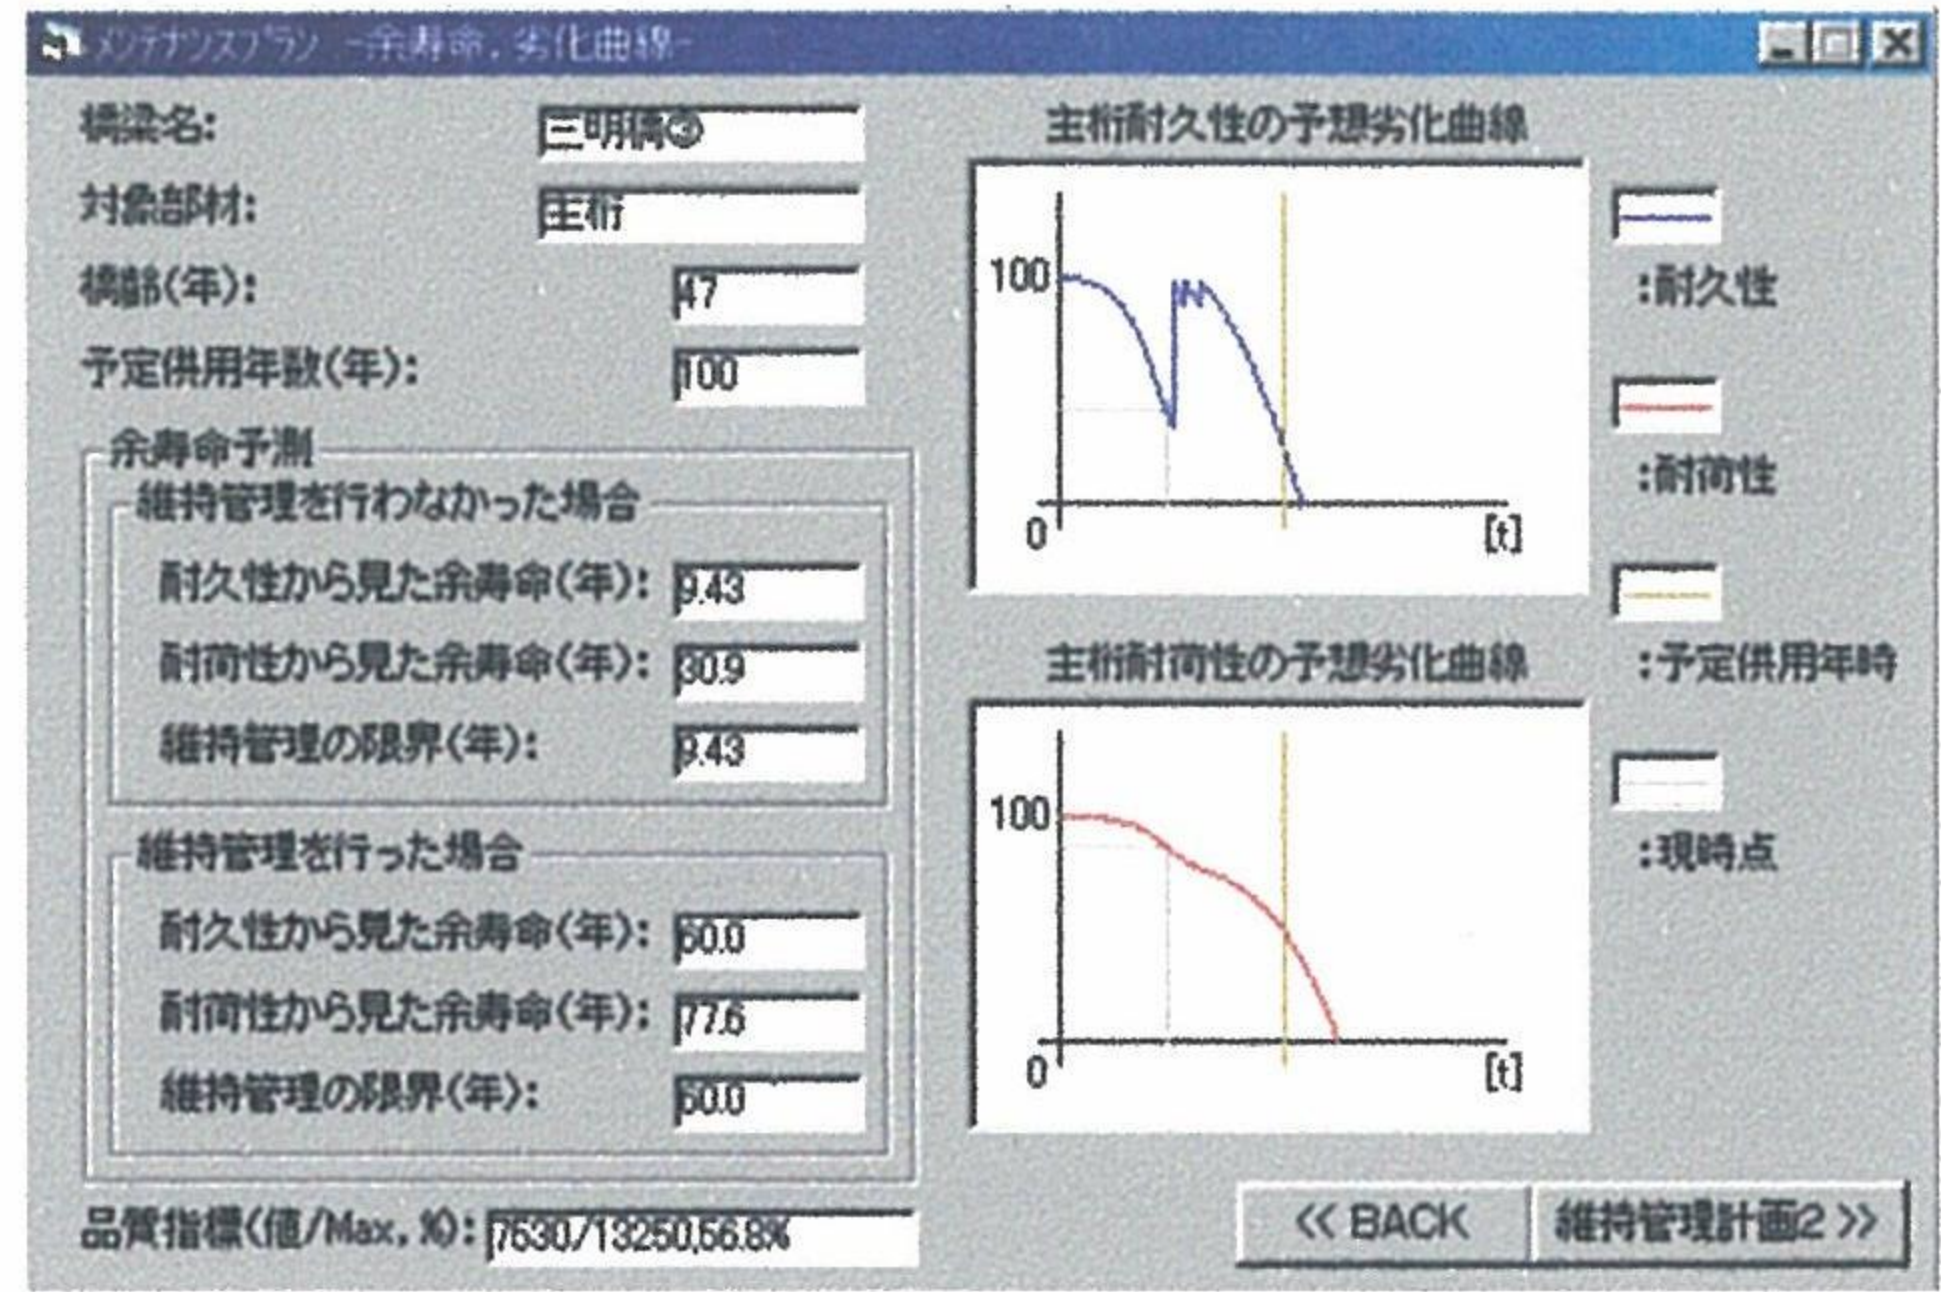 メンテナンスプラン -余寿命,劣化曲線-
橋梁名: 三明橋③
対象部材: 主桁
橋齢(年): 47
予定供用年数(年): 100
余寿命予測
維持管理を行わなかった場合
耐久性から見た余寿命(年): 9.43
耐荷性から見た余寿命(年): 30.9
維持管理の限界(年): 9.43
維持管理を行った場合
耐久性から見た余寿命(年): 60.0
耐荷性から見た余寿命(年): 77.6
維持管理の限界(年): 60.0
品質指標(値/Max, %): 7530/13250,56.8%
主桁耐久性の予想劣化曲線
100
0
[t]
主桁耐荷性の予想劣化曲線
100
0
[t]
:耐久性
:耐荷性
:予定供用年時
:現時点
<< BACK
維持管理計画2 >>